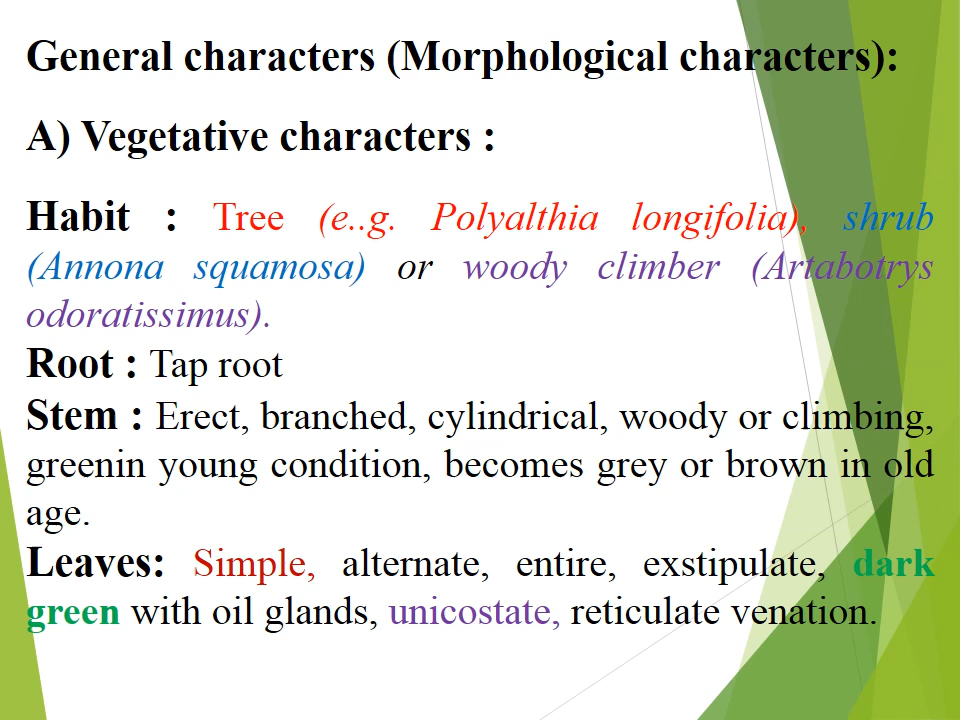 General characters (Morphological characters):
A) Vegetative characters :
Habit : Tree (e..g. Polyalthia longifolia), shrub
(Annona squamosa) or woody climber (Artabotrys
odoratissimus).
Root : Tap root
Stem : Erect, branched, cylindrical, woody or climbing,
greenin young condition, becomes grey or brown in old
age.
Leaves: Simple, alternate, entire, exstipulate, dark
green with oil glands, unicostate, reticulate venation.